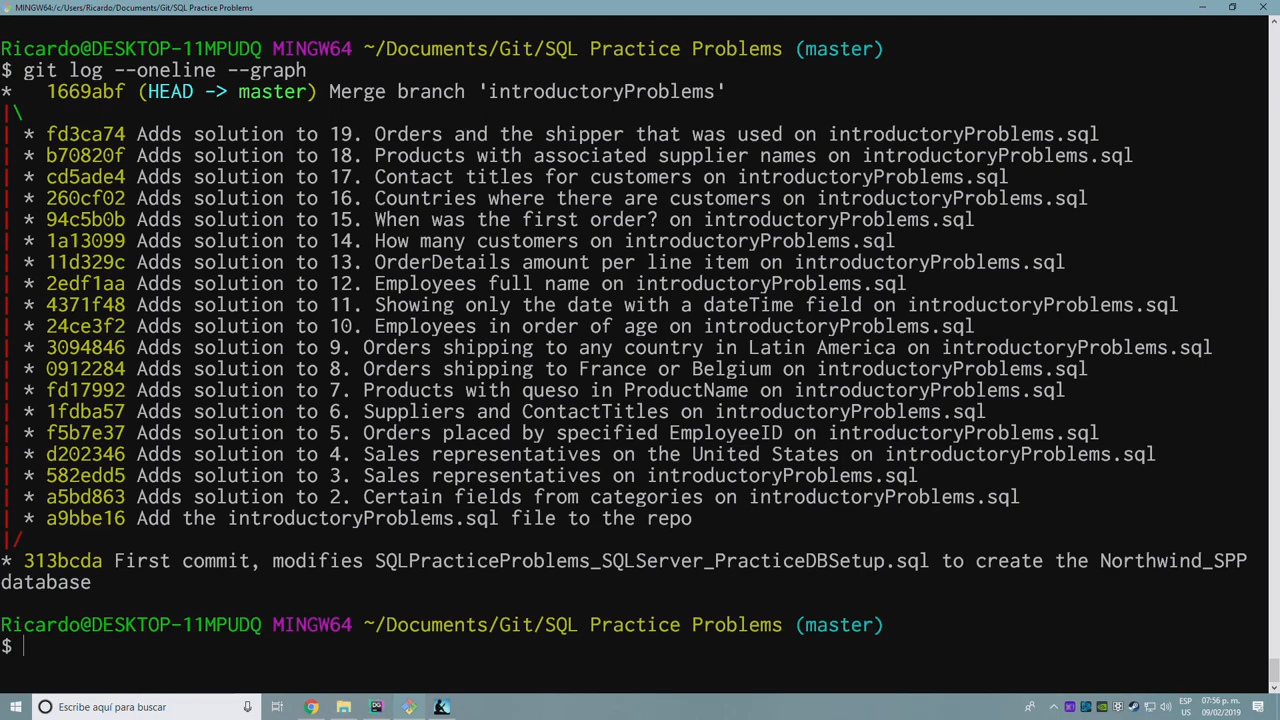 MINGW64:/c/Users/Ricardo/Documents/Git/SQL Practice Problems
Ricardo@DESKTOP-11MPUDQ MINGW64 ~/Documents/Git/SQL Practice Problems (master)
$ git log --oneline --graph
*   1669abf (HEAD -> master) Merge branch 'introductoryProblems'
|\
| * fd3ca74 Adds solution to 19. Orders and the shipper that was used on introductoryProblems.sql
| * b70820f Adds solution to 18. Products with associated supplier names on introductoryProblems.sql
| * cd5ade4 Adds solution to 17. Contact titles for customers on introductoryProblems.sql
| * 260cf02 Adds solution to 16. Countries where there are customers on introductoryProblems.sql
| * 94c5b0b Adds solution to 15. When was the first order? on introductoryProblems.sql
| * 1a13099 Adds solution to 14. How many customers on introductoryProblems.sql
| * 11d329c Adds solution to 13. OrderDetails amount per line item on introductoryProblems.sql
| * 2edf1aa Adds solution to 12. Employees full name on introductoryProblems.sql
| * 4371f48 Adds solution to 11. Showing only the date with a dateTime field on introductoryProblems.sql
| * 24ce3f2 Adds solution to 10. Employees in order of age on introductoryProblems.sql
| * 3094846 Adds solution to 9. Orders shipping to any country in Latin America on introductoryProblems.sql
| * 0912284 Adds solution to 8. Orders shipping to France or Belgium on introductoryProblems.sql
| * fd17992 Adds solution to 7. Products with queso in ProductName on introductoryProblems.sql
| * 1fdba57 Adds solution to 6. Suppliers and ContactTitles on introductoryProblems.sql
| * f5b7e37 Adds solution to 5. Orders placed by specified EmployeeID on introductoryProblems.sql
| * d202346 Adds solution to 4. Sales representatives on the United States on introductoryProblems.sql
| * 582edd5 Adds solution to 3. Sales representatives on introductoryProblems.sql
| * a5bd863 Adds solution to 2. Certain fields from categories on introductoryProblems.sql
| * a9bbe16 Add the introductoryProblems.sql file to the repo
|/
* 313bcda First commit, modifies SQLPracticeProblems_SQLServer_PracticeDBSetup.sql to create the Northwind_SPP
database
Ricardo@DESKTOP-11MPUDQ MINGW64 ~/Documents/Git/SQL Practice Problems (master)
$
Escribe aquí para buscar
ESP
US
07:56 p. m.
09/02/2019